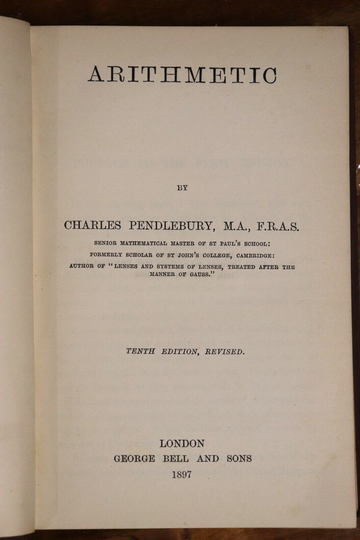 ARITHMETIC
BY
CHARLES PENDLEBURY, M.A., F.R.A.S.
SENIOR MATHEMATICAL MASTER OF ST PAUL'S SCHOOL:
FORMERLY SCHOLAR OF ST JOHN'S COLLEGE, CAMBRIDGE:
AUTHOR OF "LENSES AND SYSTEMS OF LENSES, TREATED AFTER THE
MANNER OF GAUSS."
TENTH EDITION, REVISED.
LONDON
GEORGE BELL AND SONS
1897